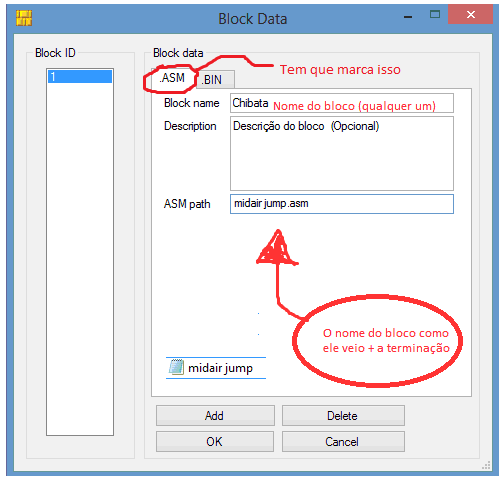 Block Data
Block ID
1
Block data
.ASM
.BIN
Tem que marca isso
Block name
Chibata
Nome do bloco (qualquer um)
Description
Descrição do bloco (Opcional)
ASM path
midair jump.asm
O nome do bloco como
ele veio + a terminação
midair jump
Add
Delete
OK
Cancel